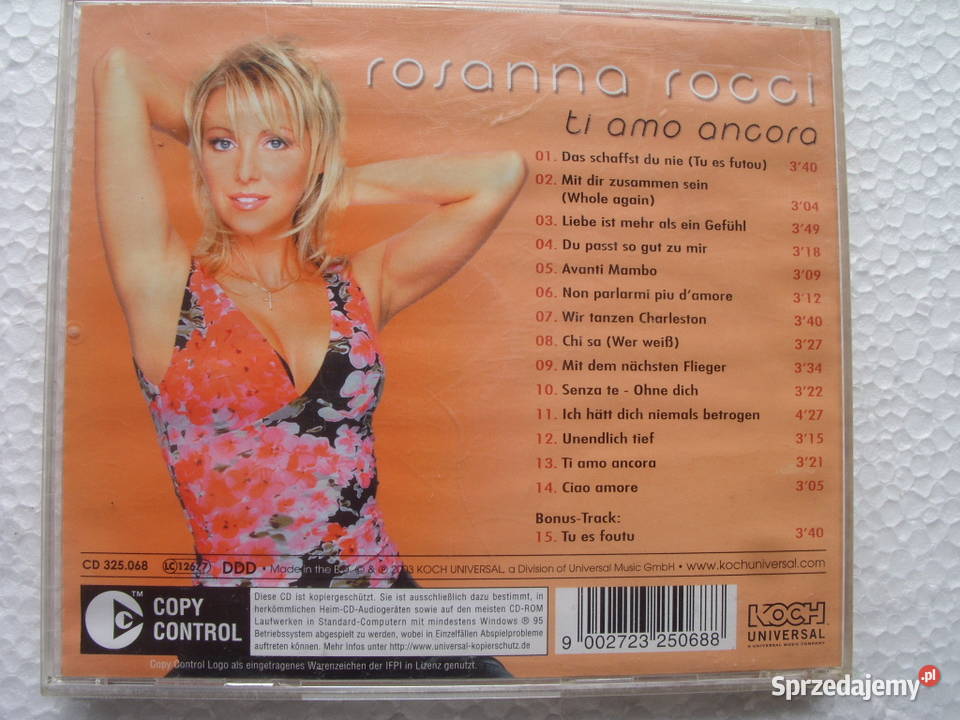 rosanna rocci
ti amo ancora
01. Das schaffst du nie (Tu es futou) 3'40
02. Mit dir zusammen sein
(Whole again) 3'04
03. Liebe ist mehr als ein Gefühl 3'49
04. Du passt so gut zu mir 3'18
05. Avanti Mambo 3'09
06. Non parlarmi piu d'amore 3'12
07. Wir tanzen Charleston 3'40
08. Chi sa (Wer weiß) 3'27
09. Mit dem nächsten Flieger 3'34
10. Senza te - Ohne dich 3'22
11. Ich hätt dich niemals betrogen 4'27
12. Unendlich tief 3'15
13. Ti amo ancora 3'21
14. Ciao amore 3'05
Bonus-Track:
15. Tu es foutu 3'40
CD 325.068 LC 12677 DDD • Made in the E.U. © & ℗ 2003 KOCH UNIVERSAL, a Division of Universal Music GmbH • www.kochuniversal.com
TM
COPY
CONTROL
Diese CD ist kopiergeschützt. Sie ist ausschließlich dazu bestimmt, in
herkömmlichen Heim-CD-Audiogeräten sowie auf den meisten CD-ROM
Laufwerken in Standard-Computern mit mindestens Windows ® 95
Betriebssystem abgespielt zu werden, wobei in Einzelfällen Abspielprobleme
auftreten können. Mehr Infos unter http://www.universal-kopierschutz.de
9 002723 250688
KOCH
UNIVERSAL
A UNIVERSAL MUSIC COMPANY
Copy Control Logo als eingetragenes Warenzeichen der IFPI in Lizenz genutzt.
Sprzedajemy.pl